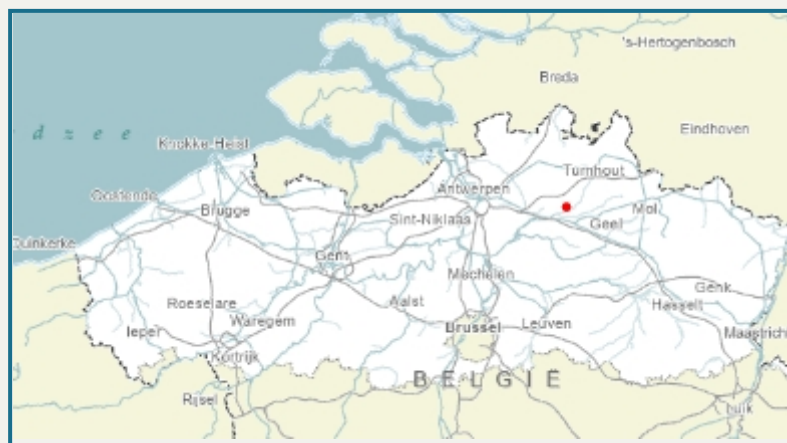 's-Hertogenbosch
Breda
d z e e
Eindhoven
Knokke-Heist
Turnhout
Oostende
Antwerpen
Brugge
Sint-Niklaas
Mol
Geel
Duinkerke
Gent
Mechelen
Genk
Roeselare
Aalst
Hasselt
Ieper
Waregem
Brussel
Leuven
Maastrich
Kortrijk
BELGIË
Rijsel
Luik